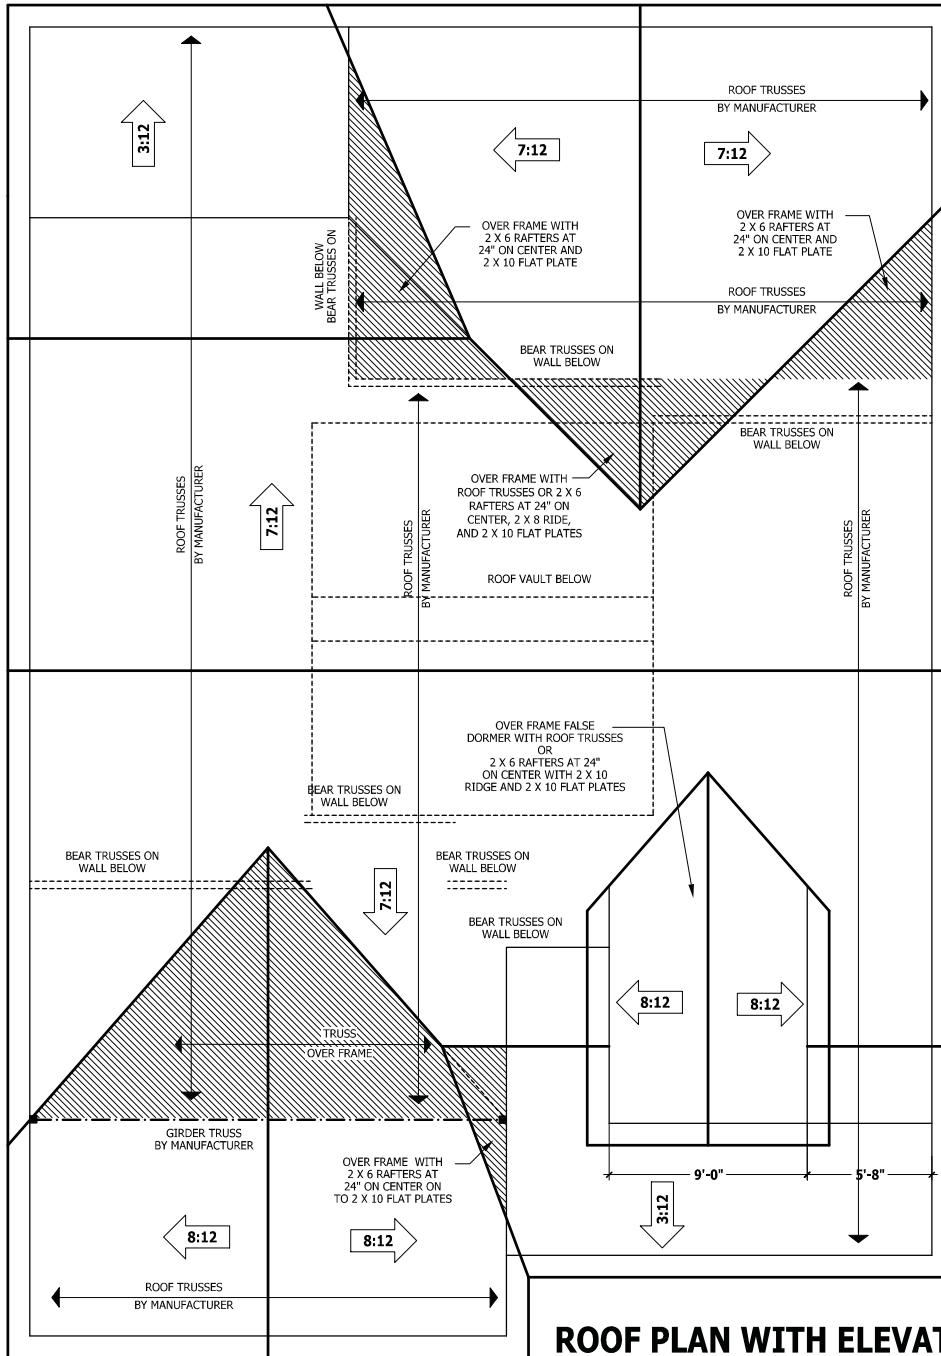 ROOF TRUSSES
BY MANUFACTURER
3:12
7:12
7:12
OVER FRAME WITH
2 X 6 RAFTERS AT
24" ON CENTER AND
2 X 10 FLAT PLATE
OVER FRAME WITH
2 X 6 RAFTERS AT
24" ON CENTER AND
2 X 10 FLAT PLATE
WALL BELOW
BEAR TRUSSES ON
ROOF TRUSSES
BY MANUFACTURER
BEAR TRUSSES ON
WALL BELOW
BEAR TRUSSES ON
WALL BELOW
OVER FRAME WITH
ROOF TRUSSES OR 2 X 6
RAFTERS AT 24" ON
CENTER, 2 X 8 RIDE,
AND 2 X 10 FLAT PLATES
ROOF TRUSSES
BY MANUFACTURER
7:12
ROOF TRUSSES
BY MANUFACTURER
ROOF TRUSSES
BY MANUFACTURER
ROOF VAULT BELOW
OVER FRAME FALSE
DORMER WITH ROOF TRUSSES
OR
2 X 6 RAFTERS AT 24"
ON CENTER WITH 2 X 10
RIDGE AND 2 X 10 FLAT PLATES
BEAR TRUSSES ON
WALL BELOW
BEAR TRUSSES ON
WALL BELOW
7:12
BEAR TRUSSES ON
WALL BELOW
BEAR TRUSSES ON
WALL BELOW
8:12
8:12
TRUSS
OVER FRAME
GIRDER TRUSS
BY MANUFACTURER
OVER FRAME WITH
2 X 6 RAFTERS AT
24" ON CENTER ON
TO 2 X 10 FLAT PLATES
9'-0"
5'-8"
3:12
8:12
8:12
ROOF TRUSSES
BY MANUFACTURER
ROOF PLAN WITH ELEVAT